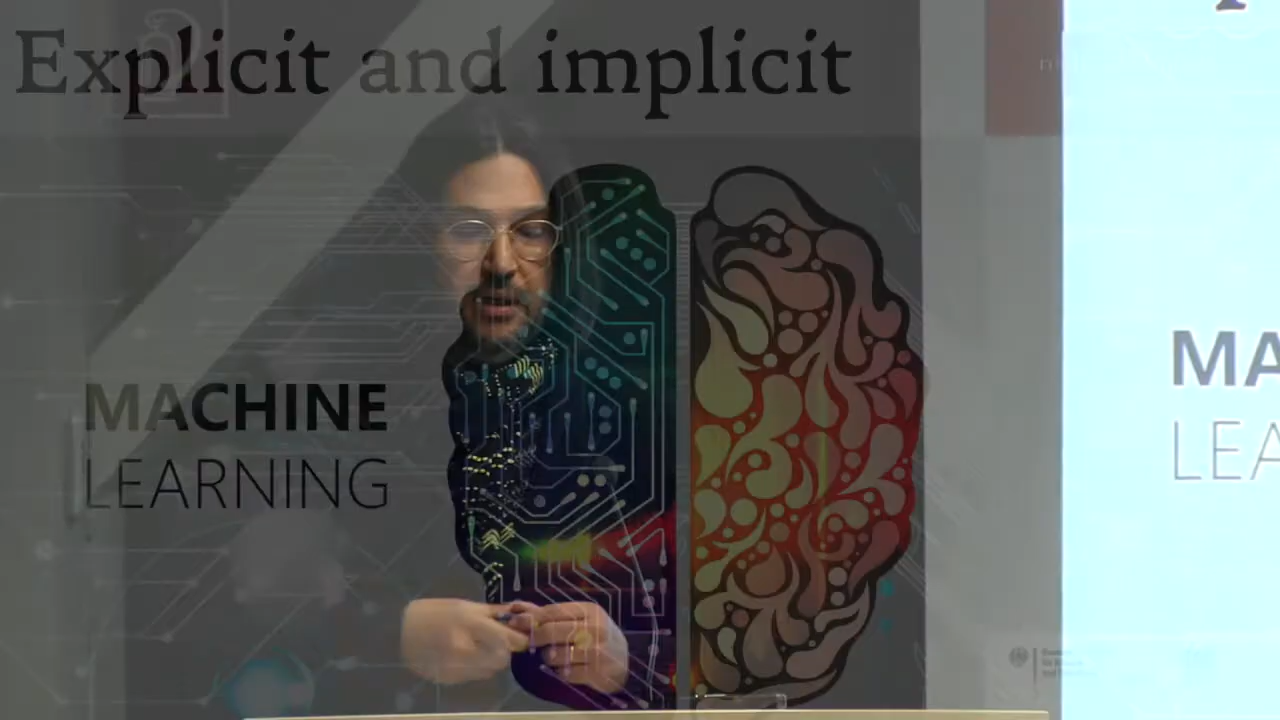 Explicit and implicit
MACHINE
LEARNING
MA
LEA